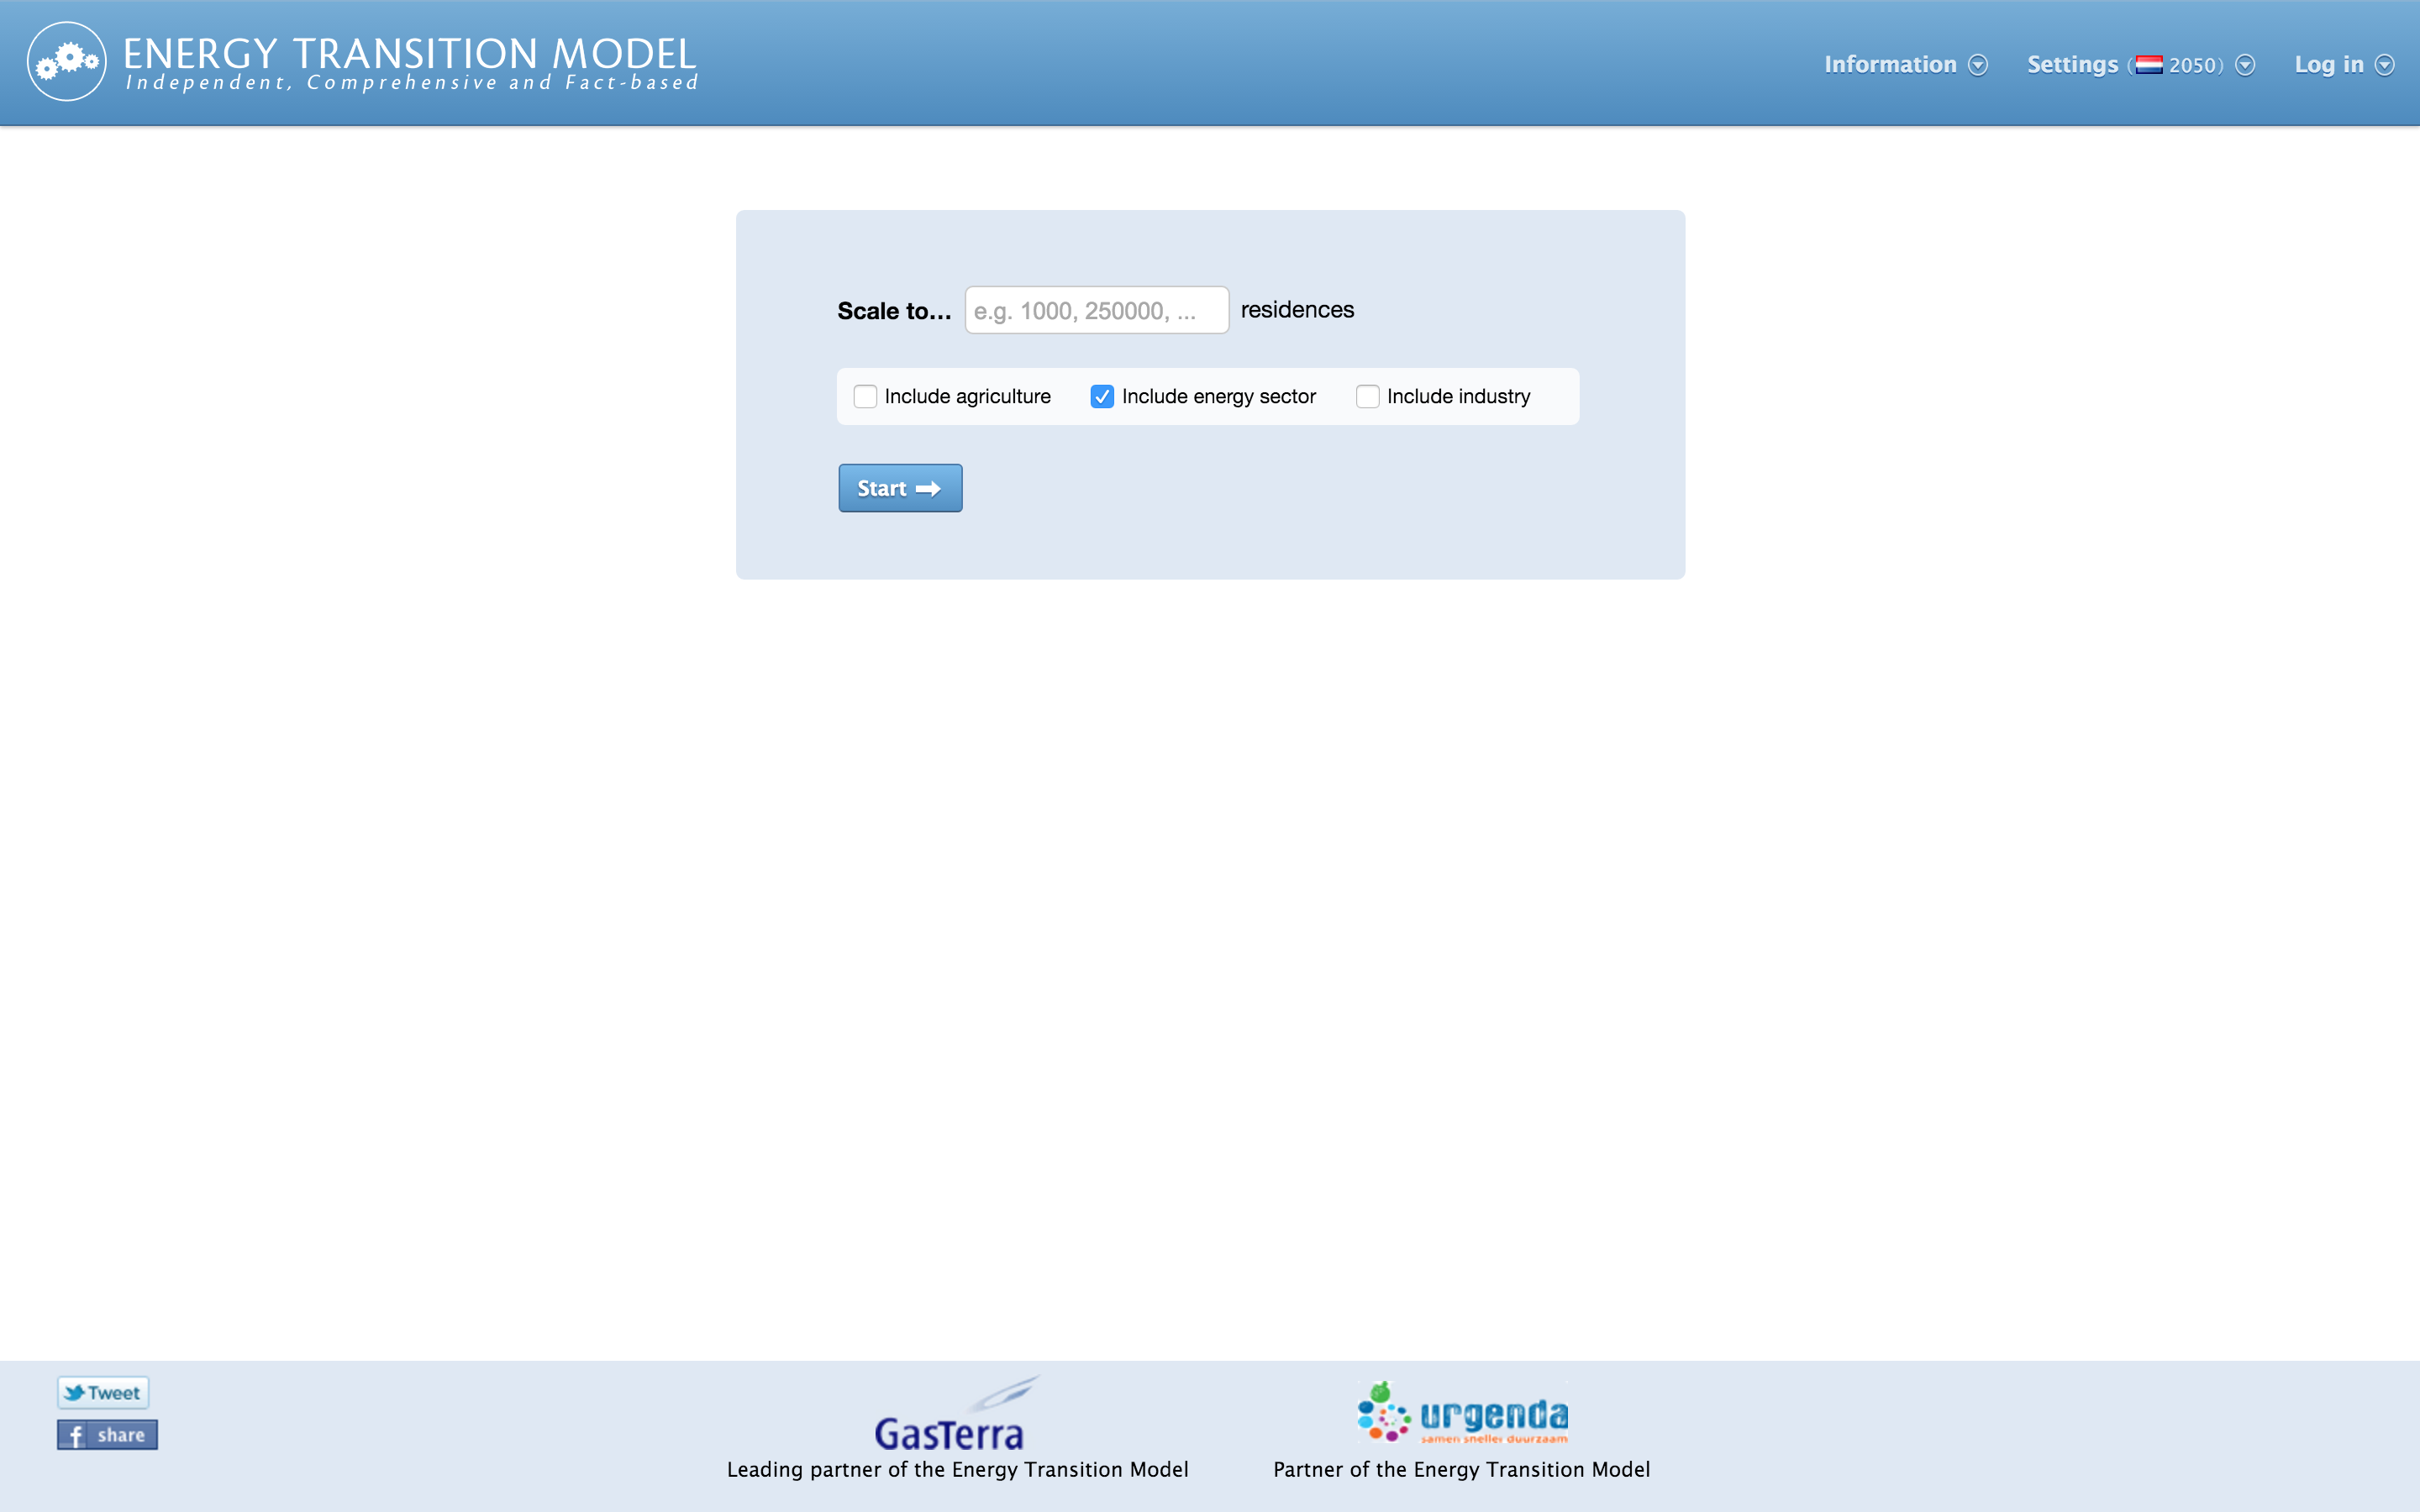 ENERGY TRANSITION MODEL
Independent, Comprehensive and Fact-based
Information
Settings (2050)
Log in
Scale to... e.g. 1000, 250000, ... residences
Include agriculture
Include energy sector
Include industry
Start
Tweet
f share
GasTerra
Leading partner of the Energy Transition Model
urgenda
samen sneller duurzaam
Partner of the Energy Transition Model